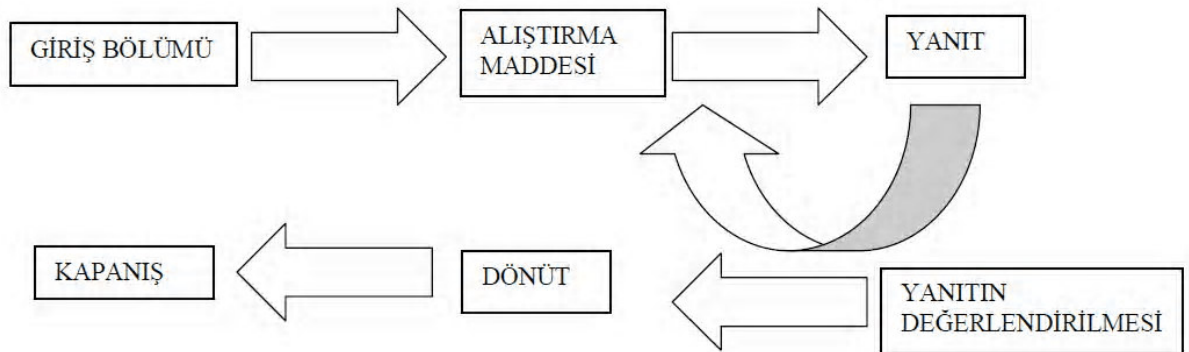 GİRİŞ BÖLÜMÜ
ALIŞTIRMA
MADDESİ
YANIT
KAPANIŞ
DÖNÜT
YANITIN
DEĞERLENDİRİLMESİ